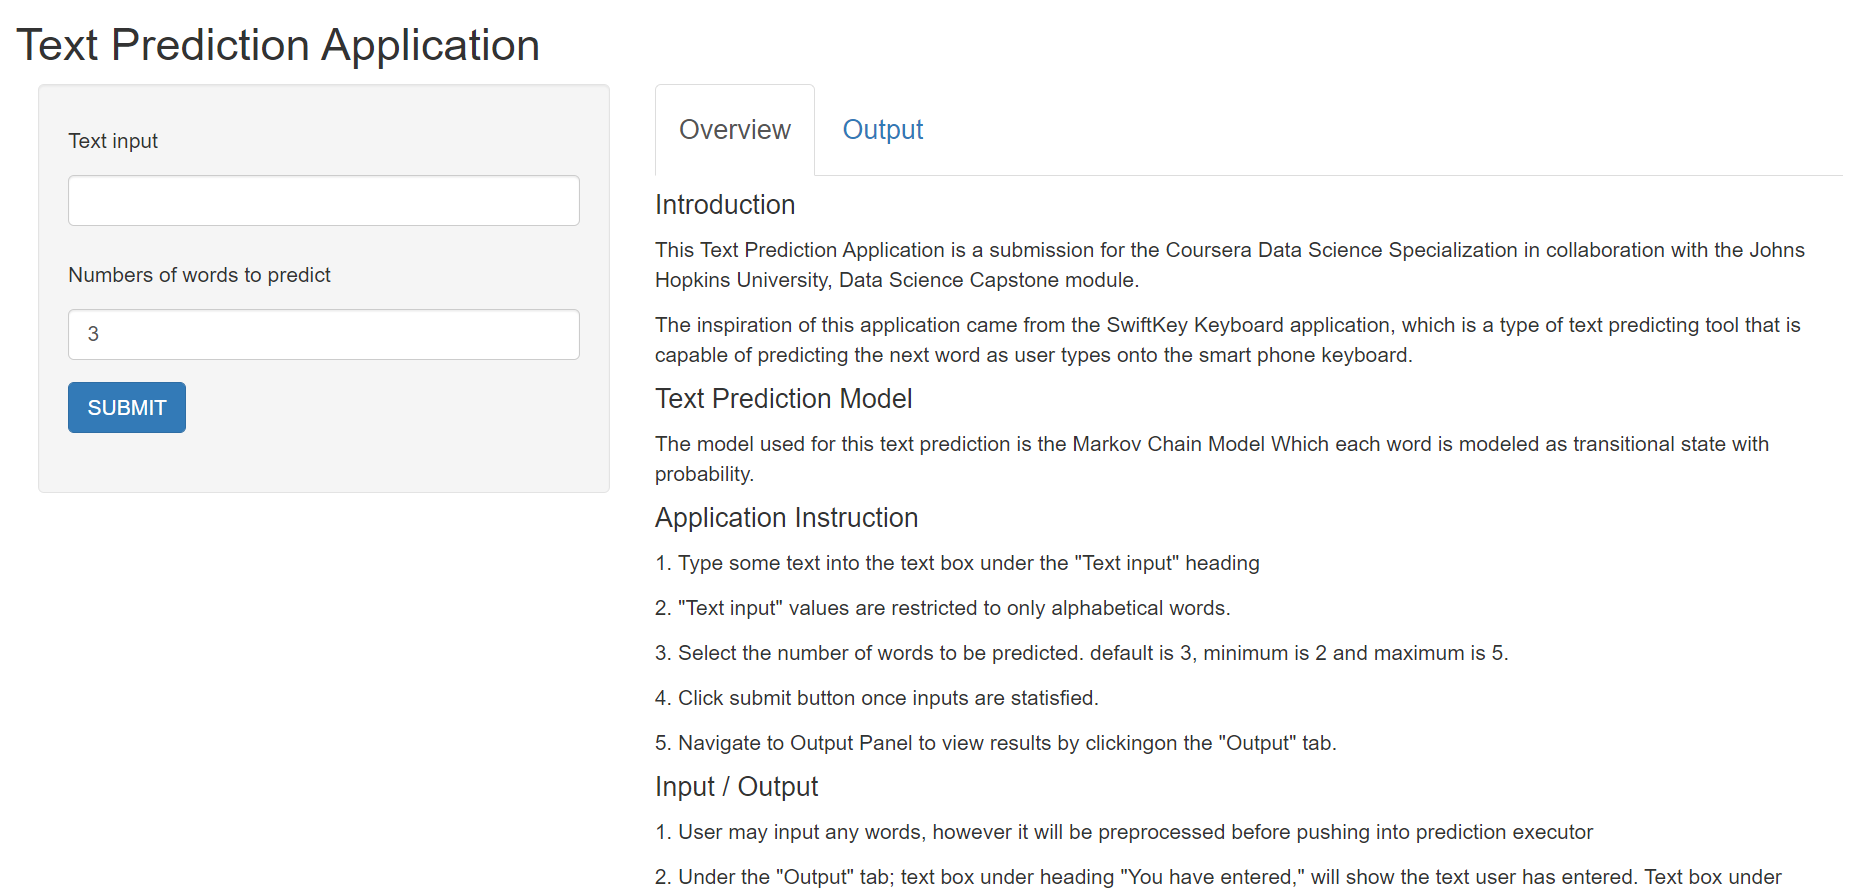 Text Prediction Application
Text input
Numbers of words to predict
3
SUBMIT
Overview
Output
Introduction
This Text Prediction Application is a submission for the Coursera Data Science Specialization in collaboration with the Johns
Hopkins University, Data Science Capstone module.
The inspiration of this application came from the SwiftKey Keyboard application, which is a type of text predicting tool that is
capable of predicting the next word as user types onto the smart phone keyboard.
Text Prediction Model
The model used for this text prediction is the Markov Chain Model Which each word is modeled as transitional state with
probability.
Application Instruction
1. Type some text into the text box under the "Text input" heading
2. "Text input" values are restricted to only alphabetical words.
3. Select the number of words to be predicted. default is 3, minimum is 2 and maximum is 5.
4. Click submit button once inputs are statisfied.
5. Navigate to Output Panel to view results by clickingon the "Output" tab.
Input / Output
1. User may input any words, however it will be preprocessed before pushing into prediction executor
2. Under the "Output" tab; text box under heading "You have entered," will show the text user has entered. Text box under